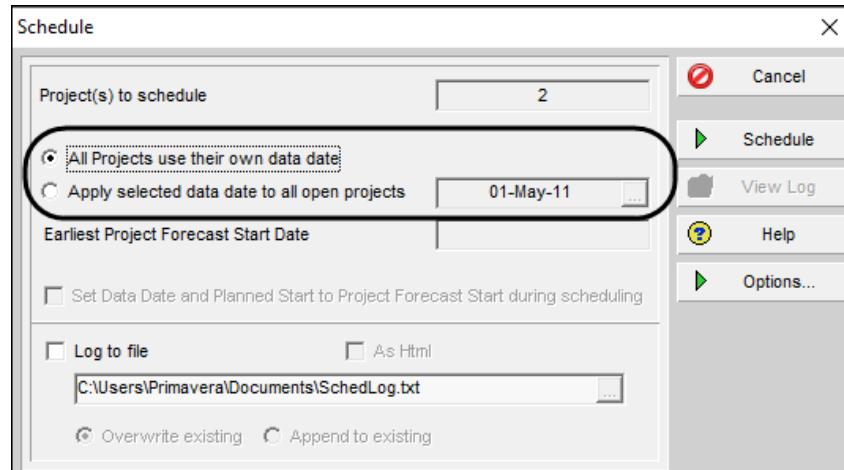 Schedule
Project(s) to schedule 2
All Projects use their own data date
Apply selected data date to all open projects 01-May-11 ...
Earliest Project Forecast Start Date
Set Data Date and Planned Start to Project Forecast Start during scheduling
Log to file As Html
C:\Users\Primavera\Documents\SchedLog.txt ...
Overwrite existing Append to existing
Cancel
Schedule
View Log
Help
Options...